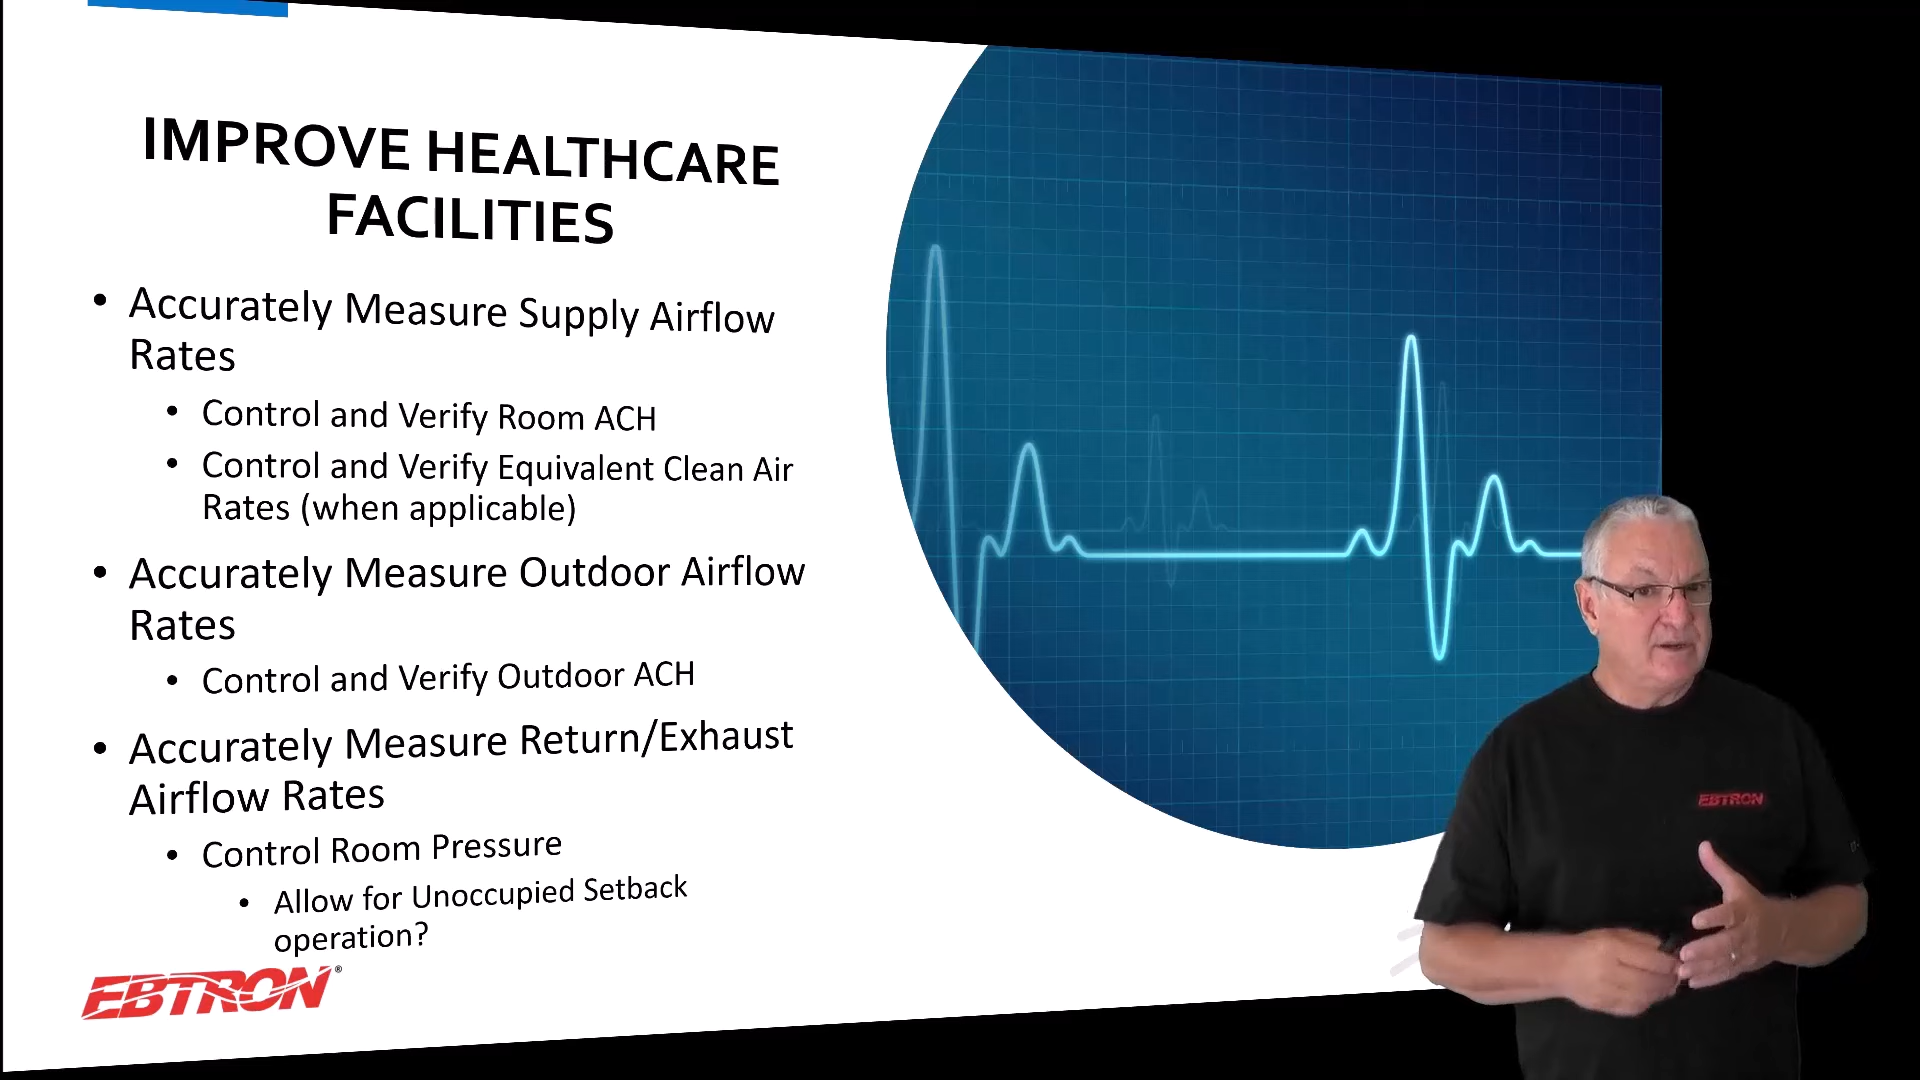 IMPROVE HEALTHCARE
FACILITIES
• Accurately Measure Supply Airflow
Rates
• Control and Verify Room ACH
• Control and Verify Equivalent Clean Air
Rates (when applicable)
• Accurately Measure Outdoor Airflow
Rates
• Control and Verify Outdoor ACH
• Accurately Measure Return/Exhaust
Airflow Rates
• Control Room Pressure
• Allow for Unoccupied Setback
operation?
EBTRON®
EBTRON